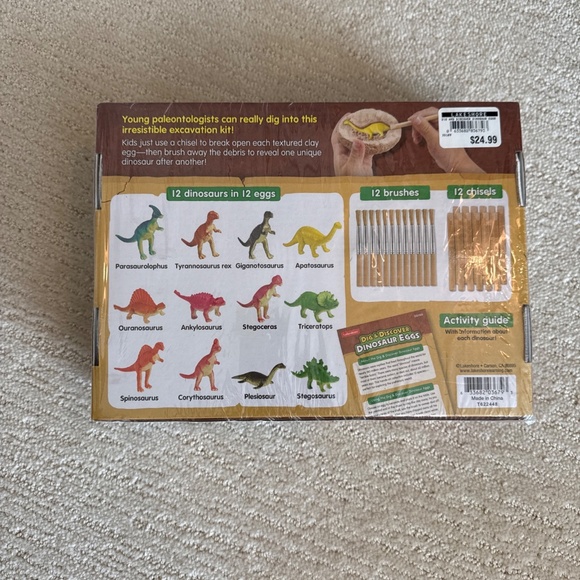 Young paleontologists can really dig into this
irresistible excavation kit!
Kids just use a chisel to break open each textured clay
egg—then brush away the debris to reveal one unique
dinosaur after another!
LAKESHORE
$24.99
12 dinosaurs in 12 eggs
12 brushes
12 chisels
Parasaurolophus
Tyrannosaurus rex
Giganotosaurus
Apatosaurus
Ouranosaurus
Ankylosaurus
Stegoceras
Triceratops
Spinosaurus
Corythosaurus
Plesiosaur
Stegosaurus
DIG & DISCOVER
DINOSAUR EGGS
Activity guide
With information about
each dinosaur!
Made in China